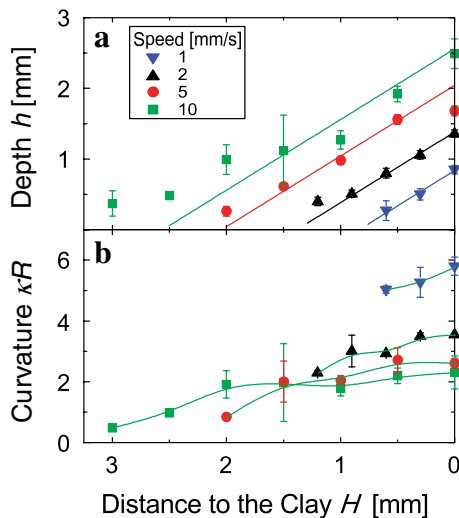 a
Speed [mm/s]
1
2
5
10
Depth h [mm]
3
2
1
b
Curvature κR
6
4
2
0
3 2 1 0
Distance to the Clay H [mm]